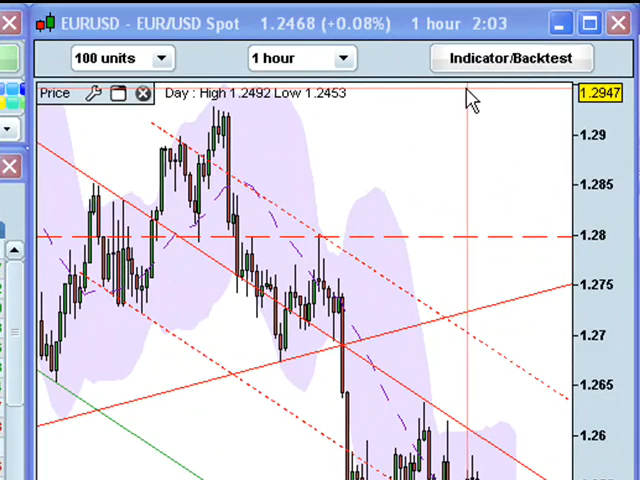 EURUSD - EUR/USD Spot 1.2468 (+0.08%) 1 hour 2:03
100 units 1 hour Indicator/Backtest
Price Day : High 1.2492 Low 1.2453
1.2947
1.29
1.285
1.28
1.275
1.27
1.265
1.26